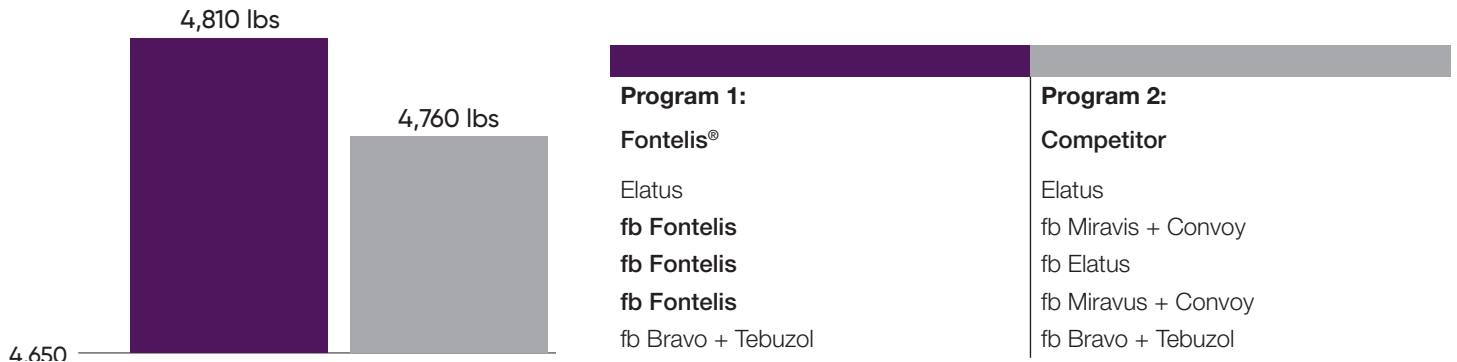 4,810 lbs
4,760 lbs
4,650
Program 1:
Fontelis®
Elatus
fb Fontelis
fb Fontelis
fb Fontelis
fb Bravo + Tebuzol
Program 2:
Competitor
Elatus
fb Miravis + Convoy
fb Elatus
fb Miravus + Convoy
fb Bravo + Tebuzol